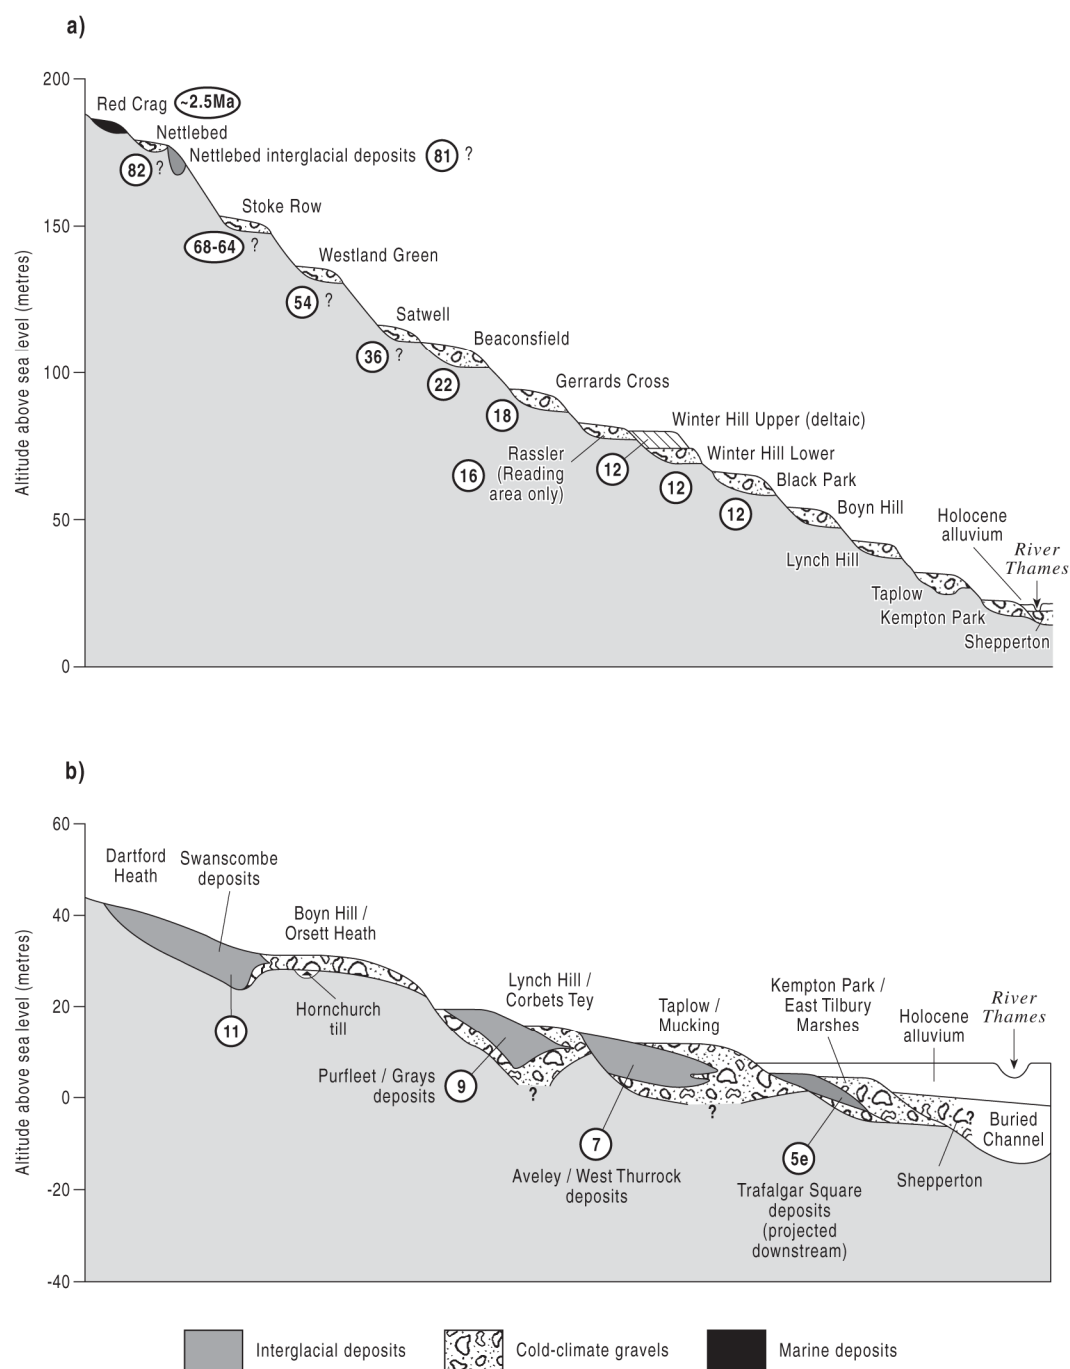 a)
200
150
100
50
0
Altitude above sea level (metres)
Red Crag
~2.5Ma
Nettlebed
82
?
Nettlebed interglacial deposits
81
?
Stoke Row
68-64
?
Westland Green
54
?
Satwell
36
?
Beaconsfield
22
Gerrards Cross
18
Winter Hill Upper (deltaic)
Rassler
(Reading
area only)
16
12
Winter Hill Lower
12
Black Park
12
Boyn Hill
Lynch Hill
Taplow
Kempton Park
Shepperton
Holocene
alluvium
River
Thames
b)
60
40
20
0
-20
-40
Altitude above sea level (metres)
Dartford
Heath
Swanscombe
deposits
11
Boyn Hill /
Orsett Heath
Hornchurch
till
Lynch Hill /
Corbets Tey
Purfleet / Grays
deposits
9
?
Taplow /
Mucking
?
7
Aveley / West Thurrock
deposits
Kempton Park /
East Tilbury
Marshes
5e
Trafalgar Square
deposits
(projected
downstream)
Holocene
alluvium
River
Thames
Buried
Channel
Shepperton
Interglacial deposits
Cold-climate gravels
Marine deposits